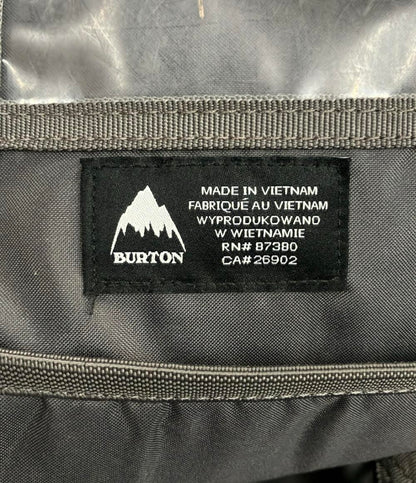 BURTON
MADE IN VIETNAM
FABRIQUÉ AU VIETNAM
WYPRODUKOWANO
W WIETNAMIE
RN# 87380
CA#26902